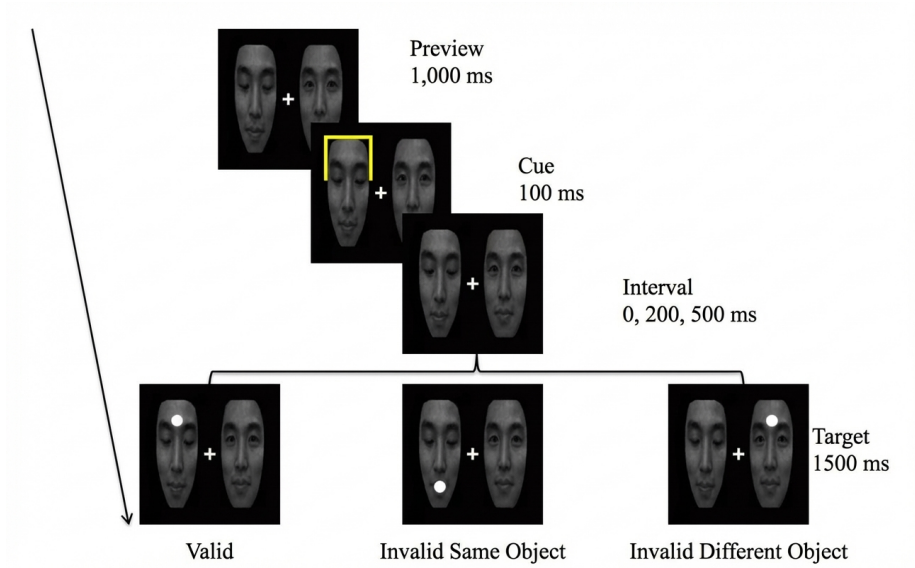 Preview
1,000 ms
Cue
100 ms
Interval
0, 200, 500 ms
Target
1500 ms
Valid
Invalid Same Object
Invalid Different Object